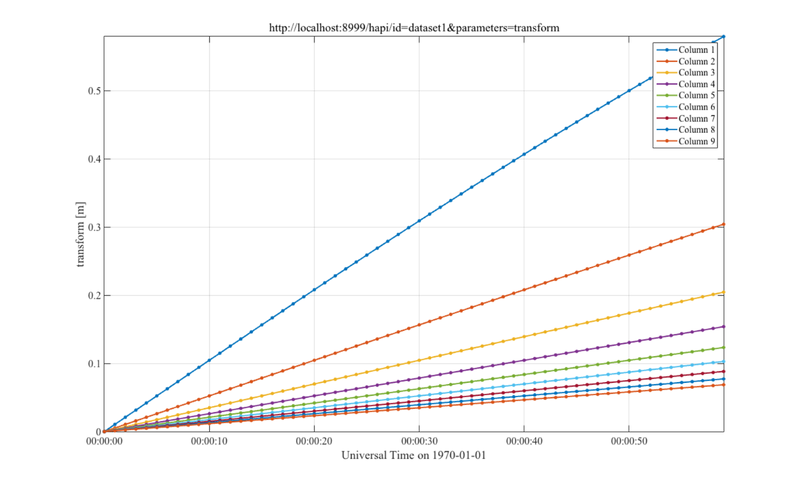 http://localhost:8999/hapi/id=dataset1&parameters=transform
Column 1
Column 2
Column 3
Column 4
Column 5
Column 6
Column 7
Column 8
Column 9
0.5
0.4
0.3
0.2
0.1
0
transform [m]
00:00:00 00:00:10 00:00:20 00:00:30 00:00:40 00:00:50
Universal Time on 1970-01-01